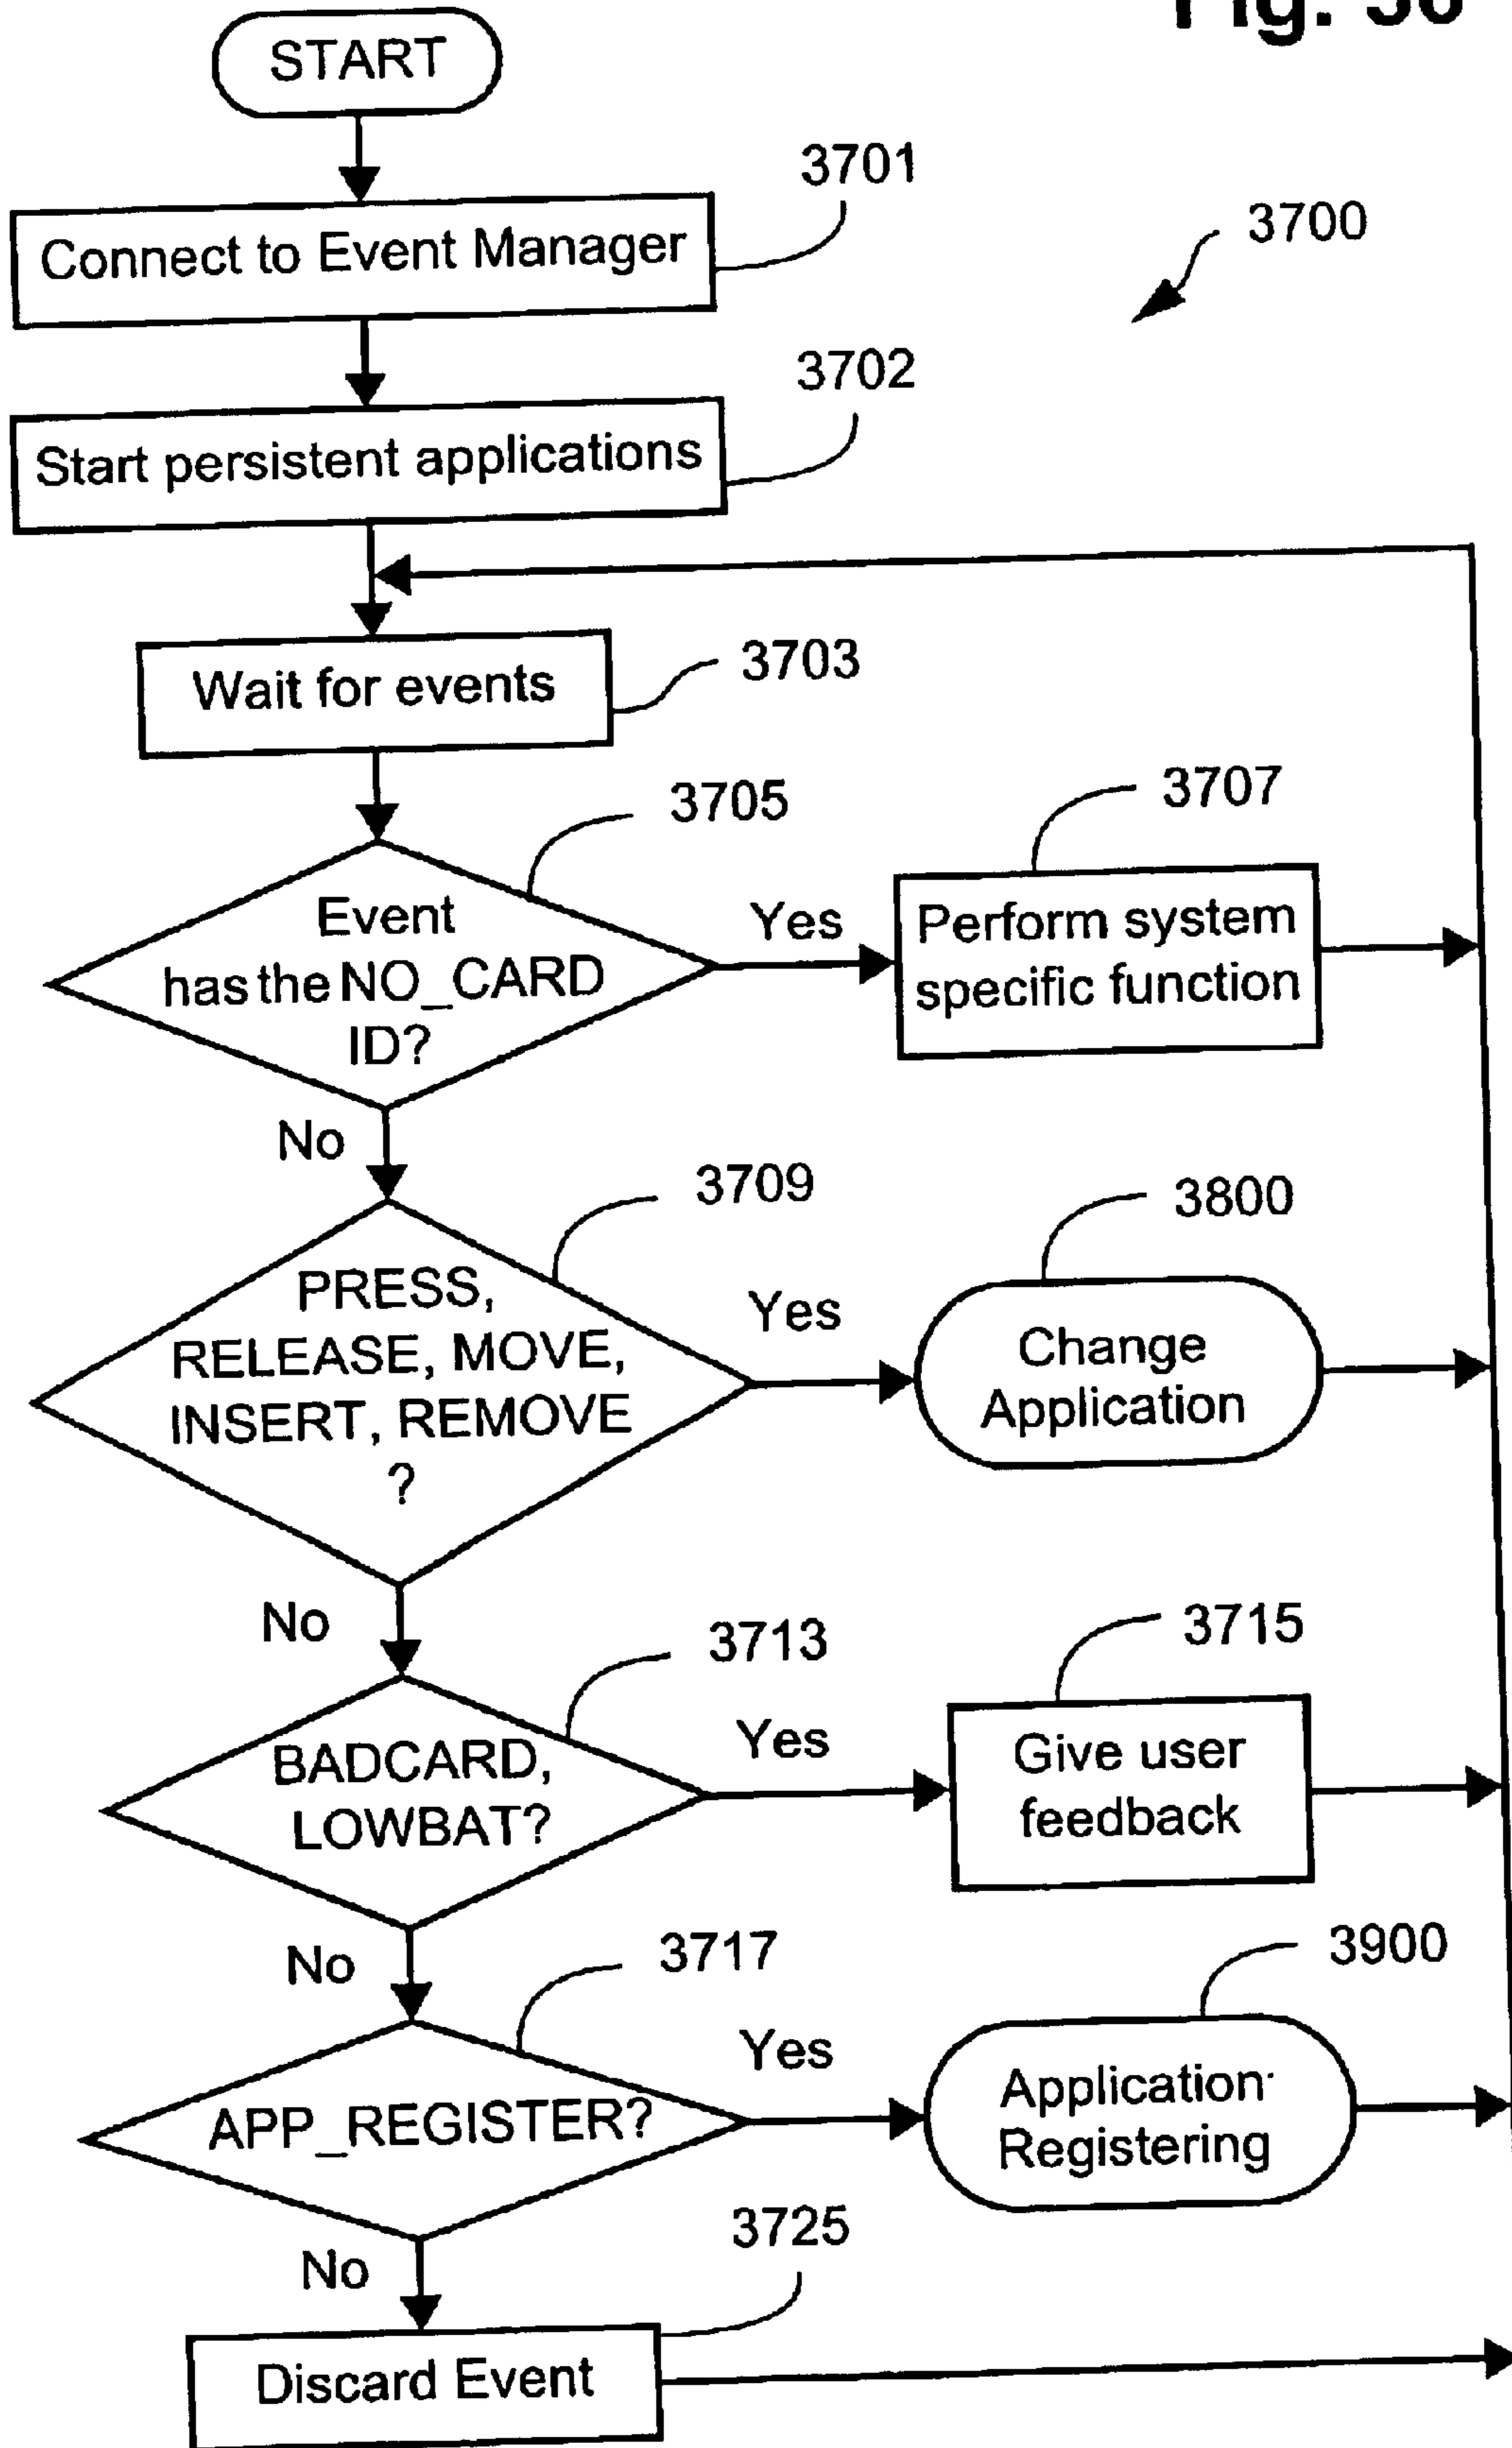 START
3701
3700
Connect to Event Manager
3702
Start persistent applications
Wait for events
3703
3705
3707
Event
has the NO_CARD
ID?
Yes
Perform system
specific function
No
3709
3800
PRESS,
RELEASE, MOVE,
INSERT, REMOVE
?
Yes
Change
Application
No
3713
3715
BADCARD,
LOWBAT?
Yes
Give user
feedback
No
3717
3900
APP_REGISTER?
Yes
Application
Registering
No
3725
Discard Event